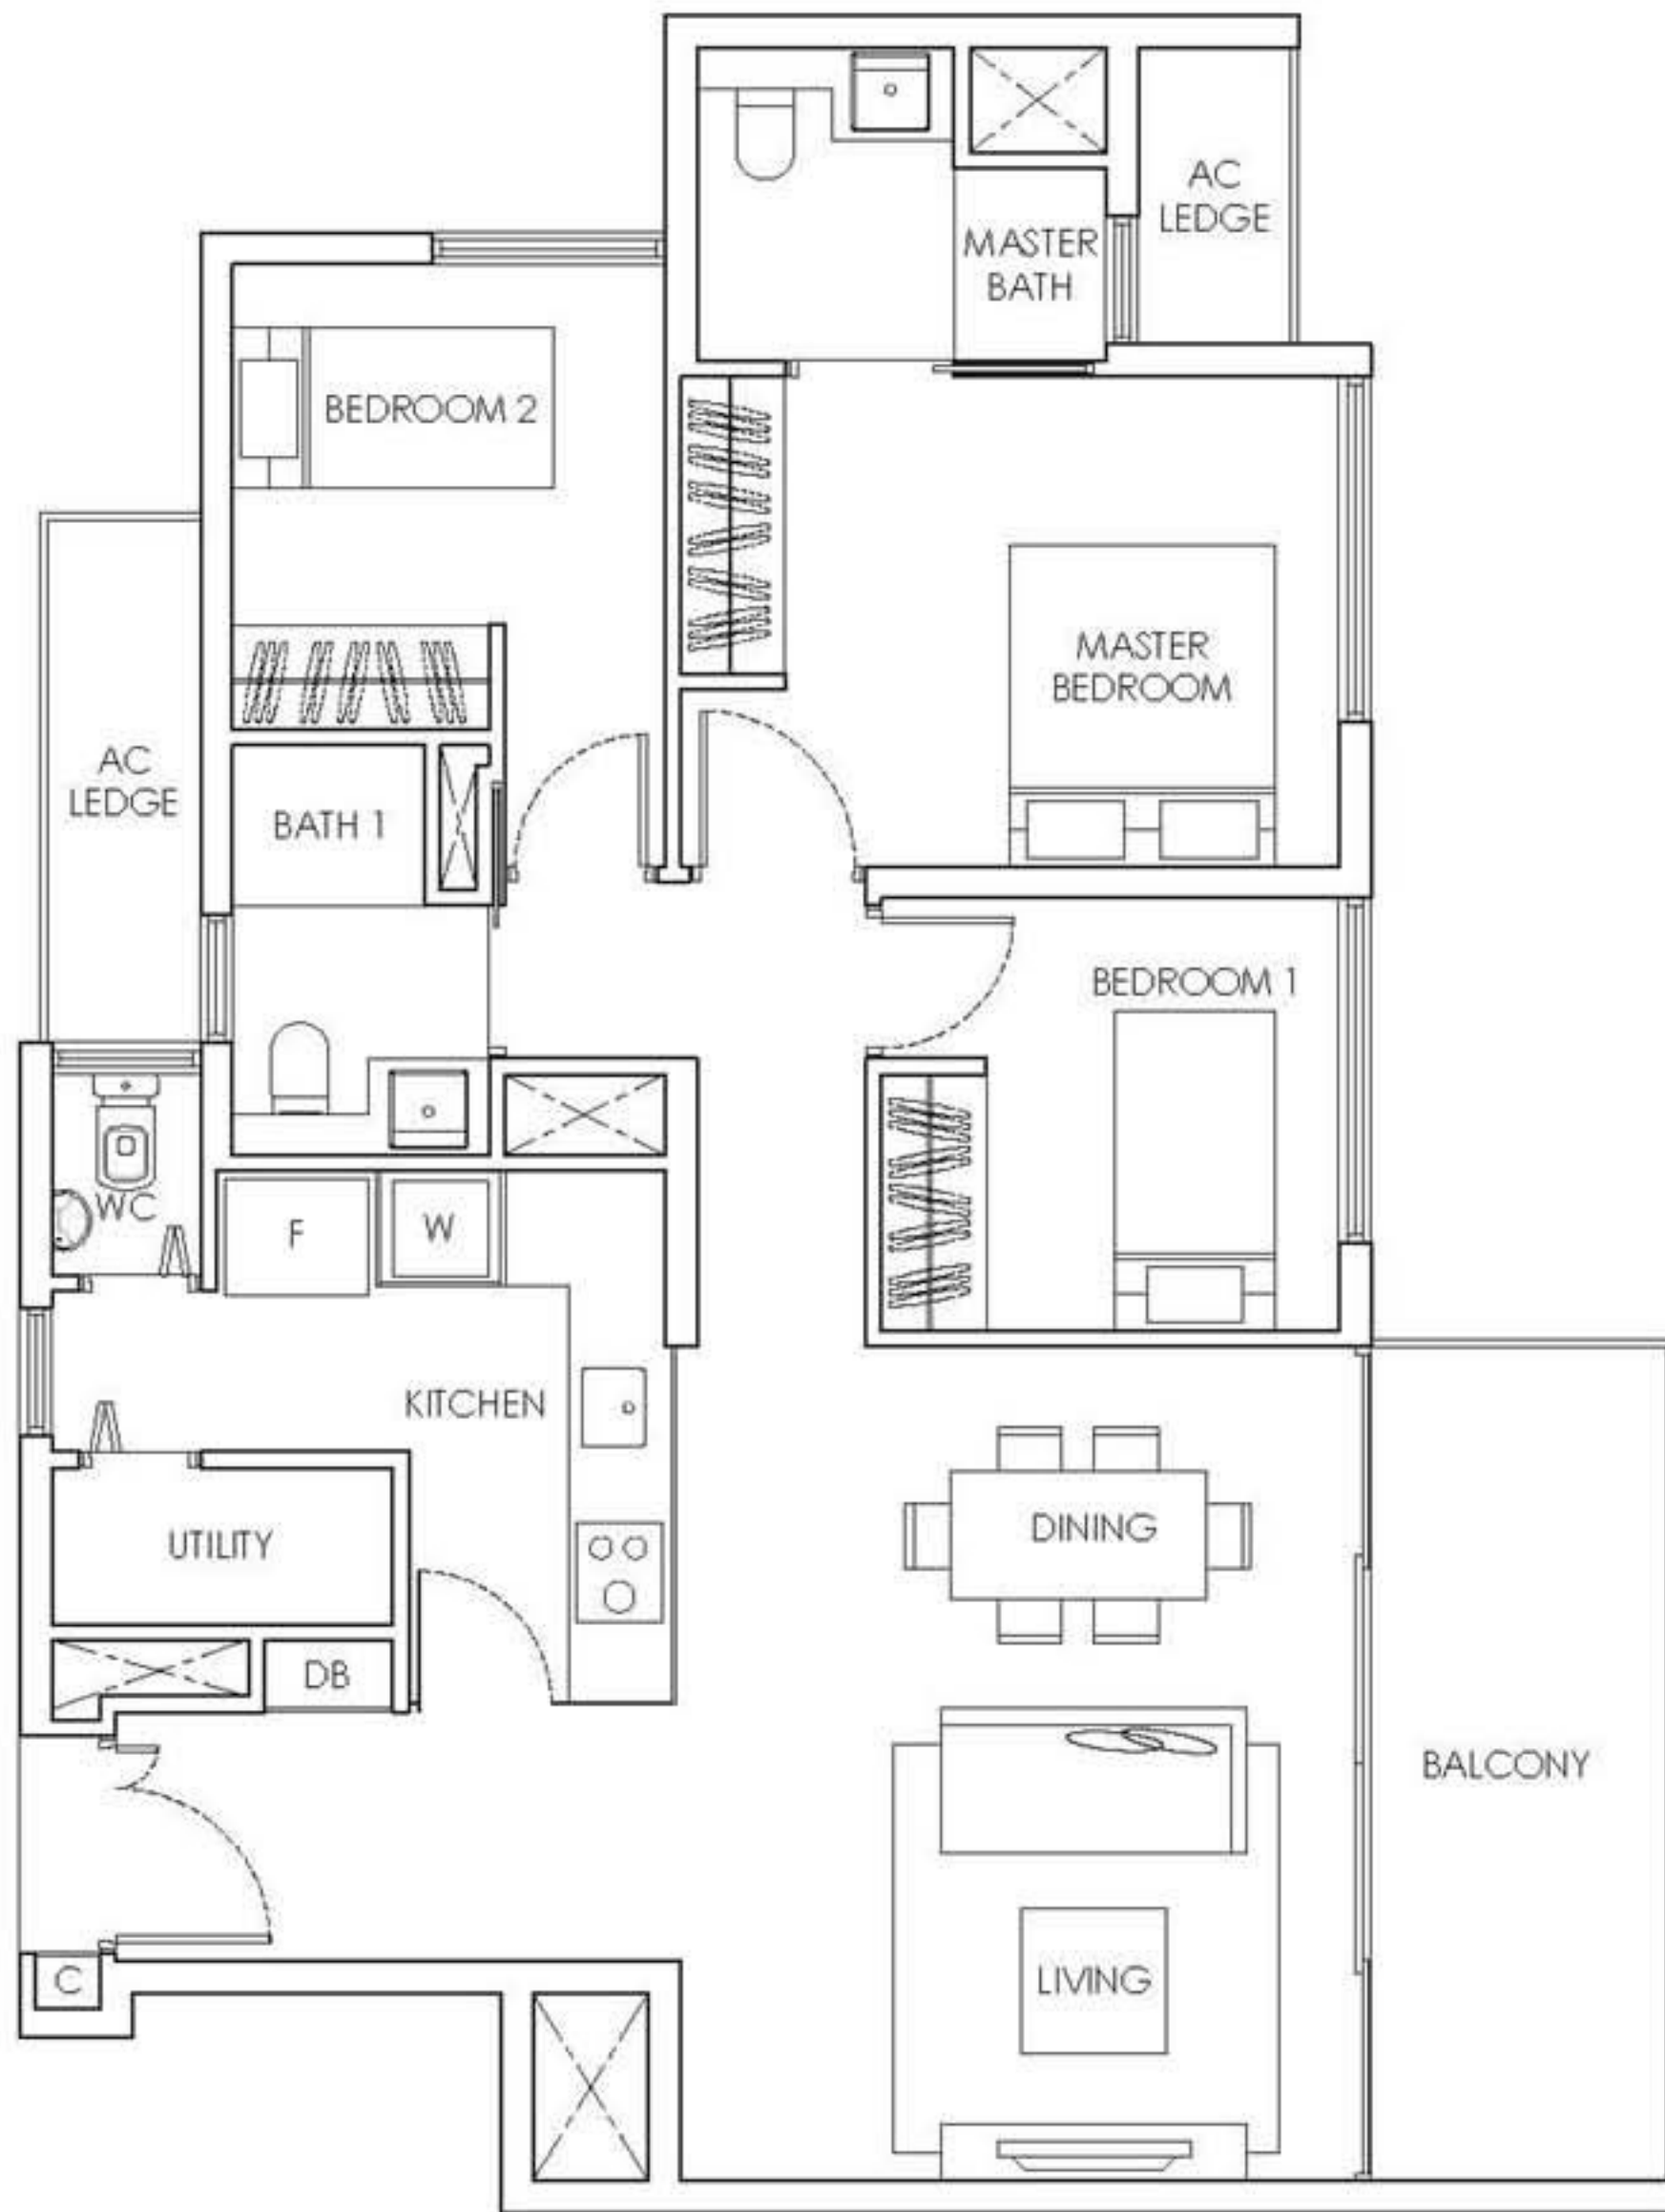 AC
LEDGE
MASTER
BATH
BEDROOM 2
MASTER
BEDROOM
AC
LEDGE
BATH 1
BEDROOM 1
WC
F
W
KITCHEN
DINING
UTILITY
DB
BALCONY
C
LIVING